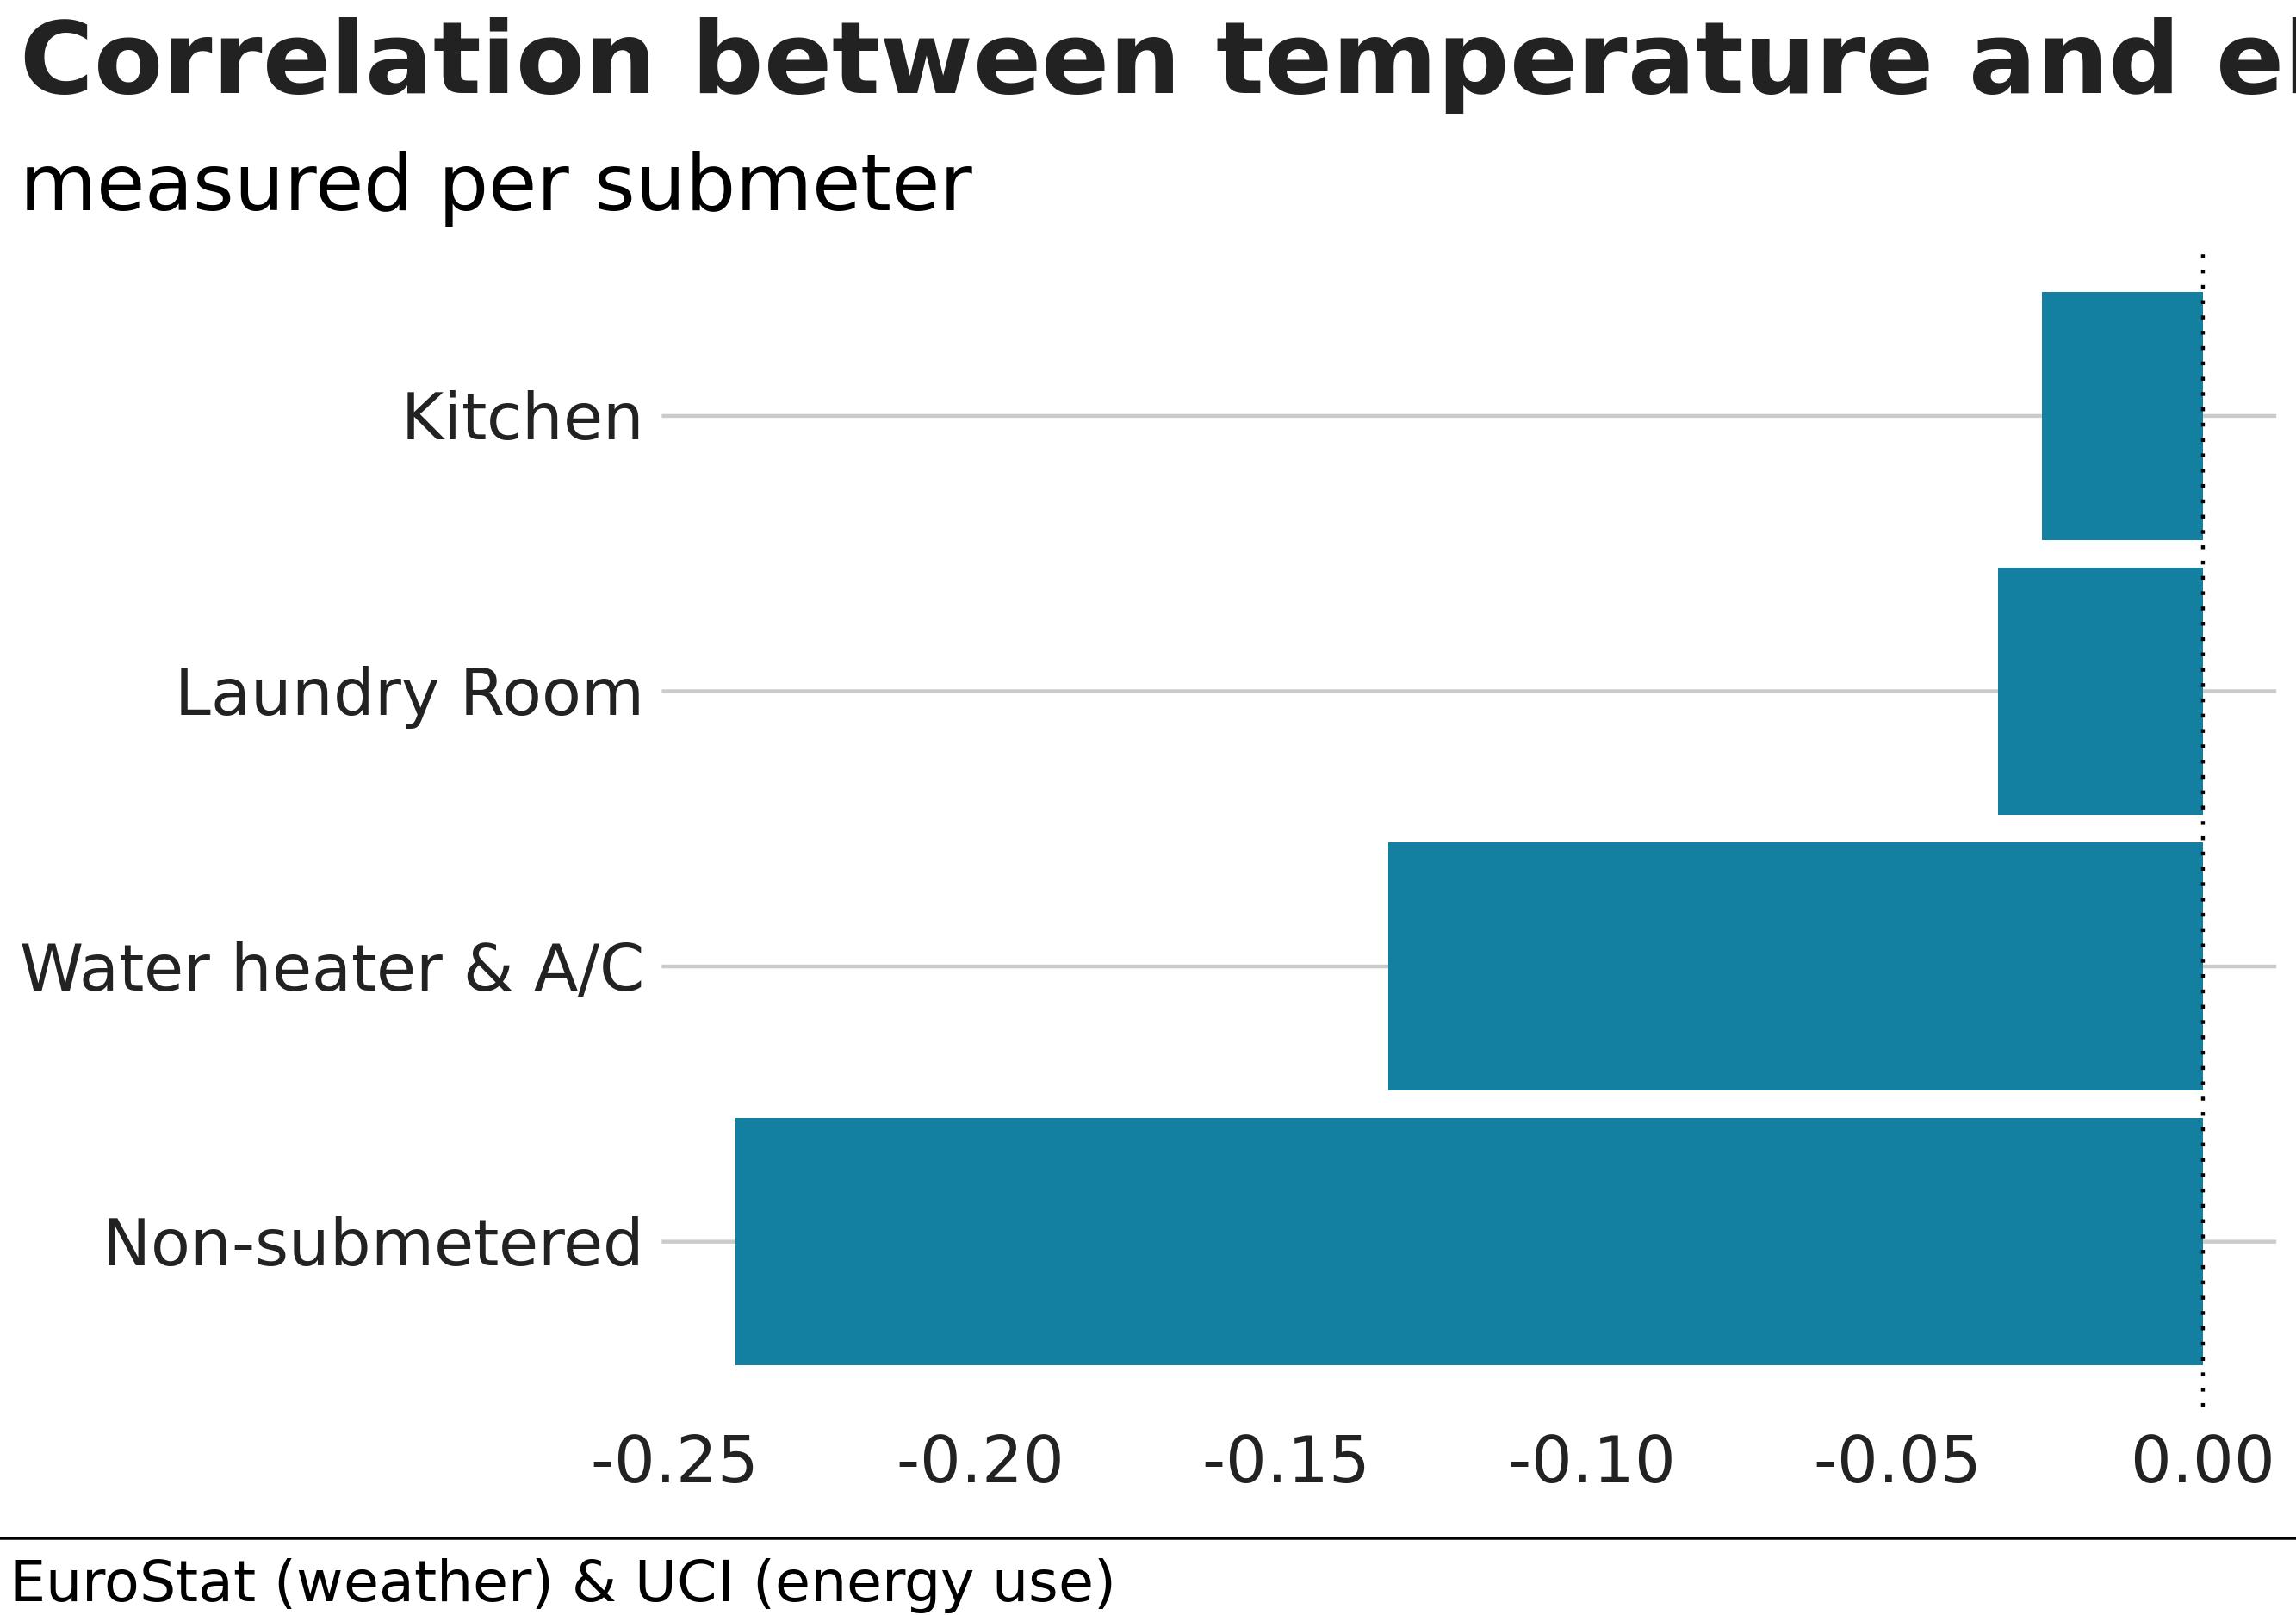 Correlation between temperature and el
measured per submeter
Kitchen
Laundry Room
Water heater & A/C
Non-submetered
-0.25 -0.20 -0.15 -0.10 -0.05 0.00
EuroStat (weather) & UCI (energy use)